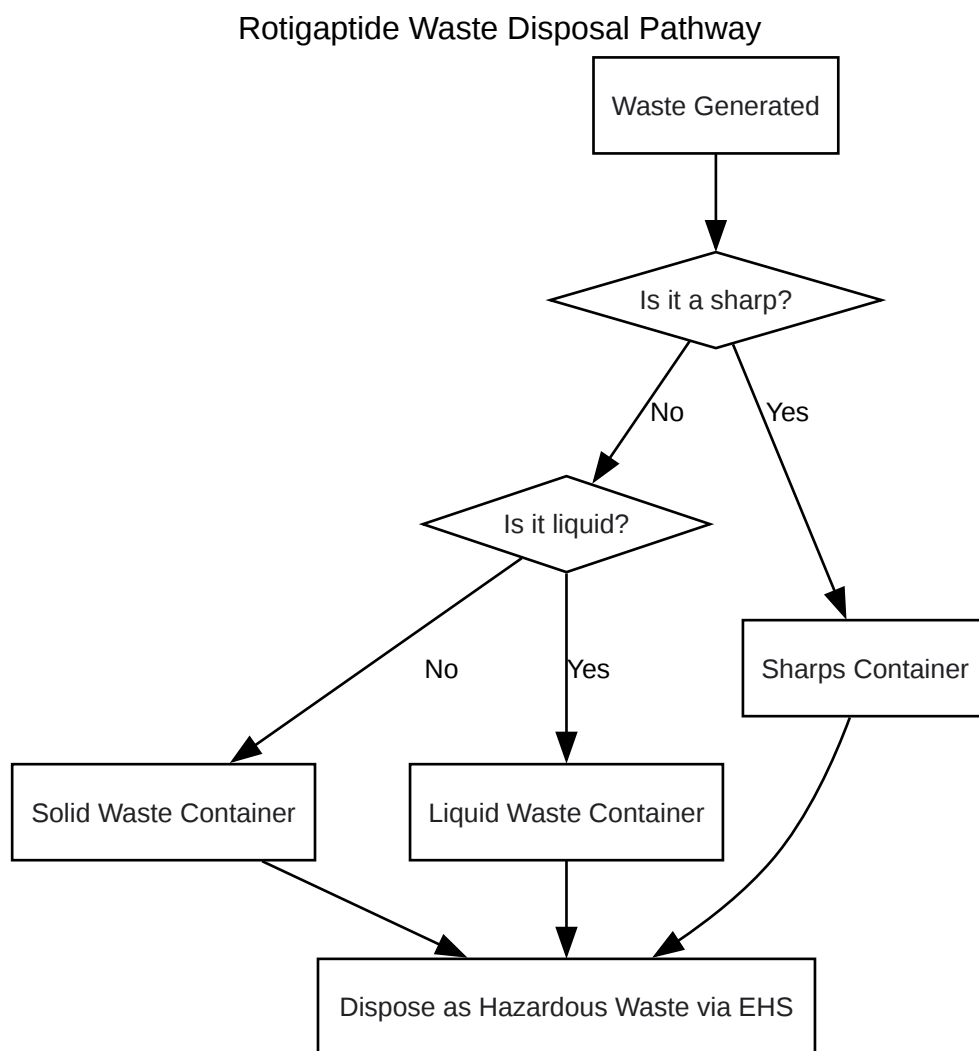 Rotigaptide Waste Disposal Pathway
Waste Generated
Is it a sharp?
No
Yes
Is it liquid?
No
Yes
Sharps Container
Solid Waste Container
Liquid Waste Container
Dispose as Hazardous Waste via EHS